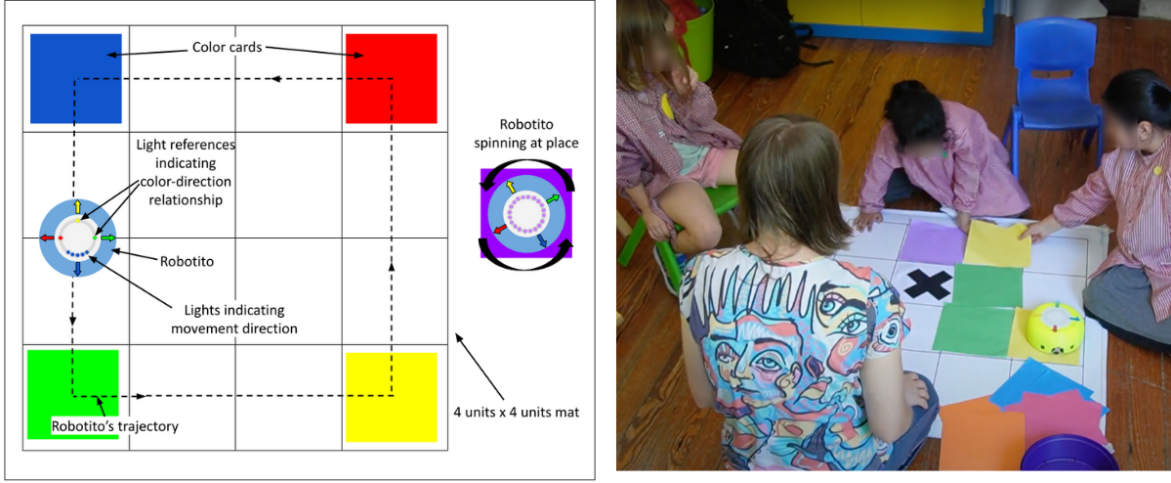 Color cards
Robotito
spinning at place
Light references
indicating
color-direction
relationship
Robotito
Lights indicating
movement direction
4 units x 4 units mat
Robotito's trajectory